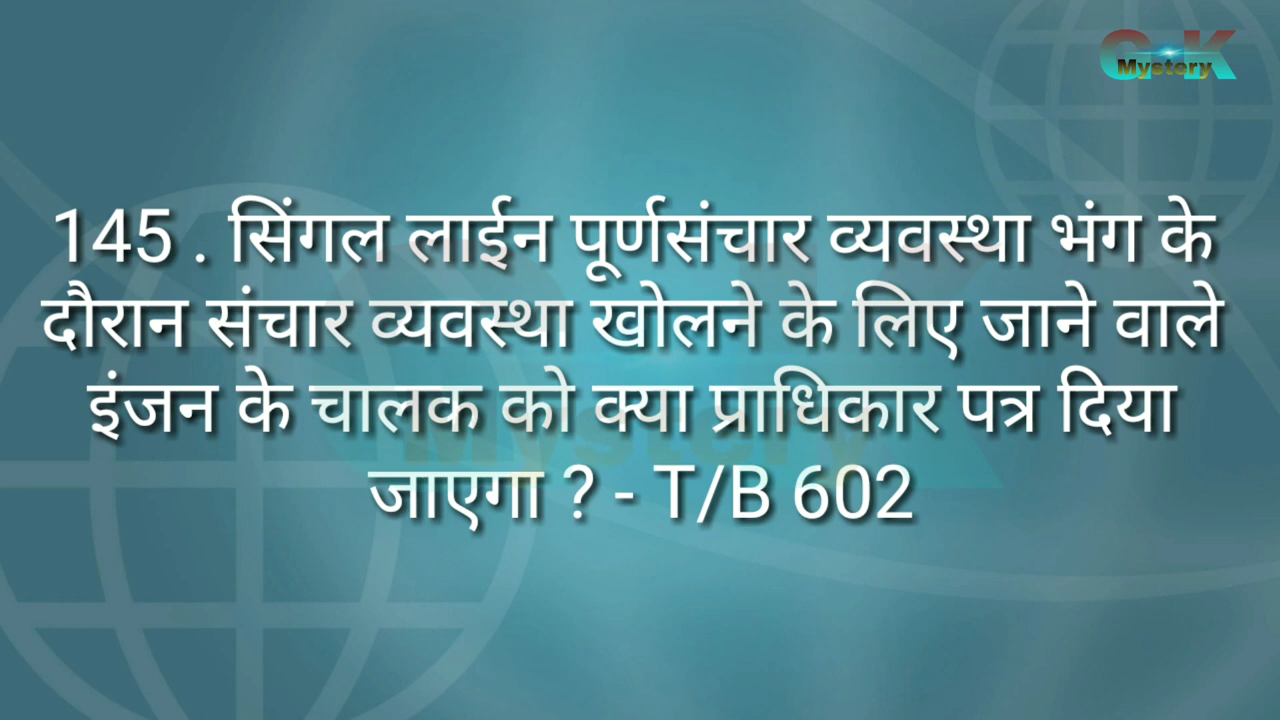 GK
Mystery
145 . सिंगल लाईन पूर्णसंचार व्यवस्था भंग के
दौरान संचार व्यवस्था खोलने के लिए जाने वाले
इंजन के चालक को क्या प्राधिकार पत्र दिया
जाएगा ? - T/B 602